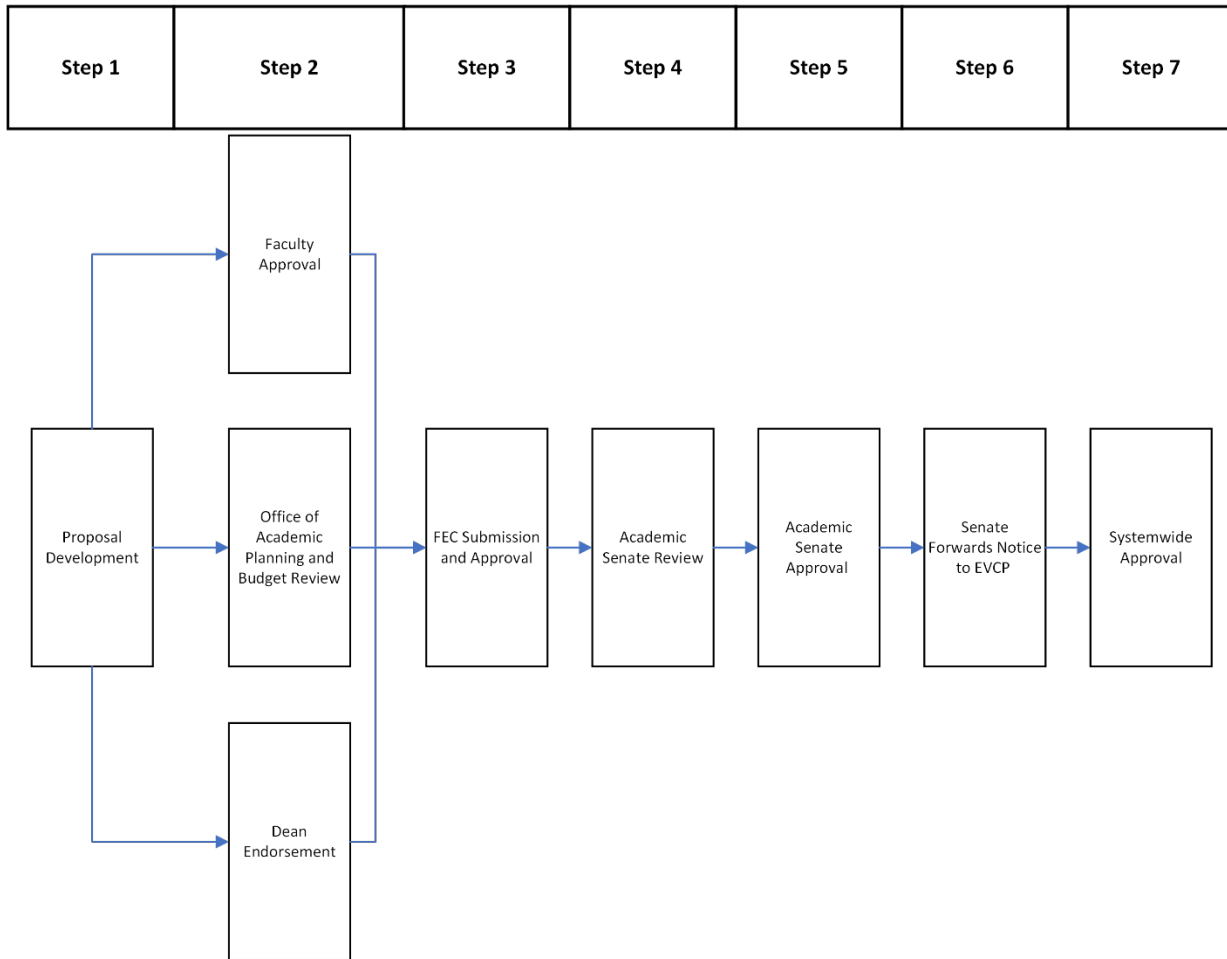 Step 1
Step 2
Step 3
Step 4
Step 5
Step 6
Step 7
Faculty
Approval
Proposal
Development
Office of
Academic
Planning and
Budget Review
FEC Submission
and Approval
Academic
Senate Review
Academic
Senate
Approval
Senate
Forwards Notice
to EVCP
Systemwide
Approval
Dean
Endorsement